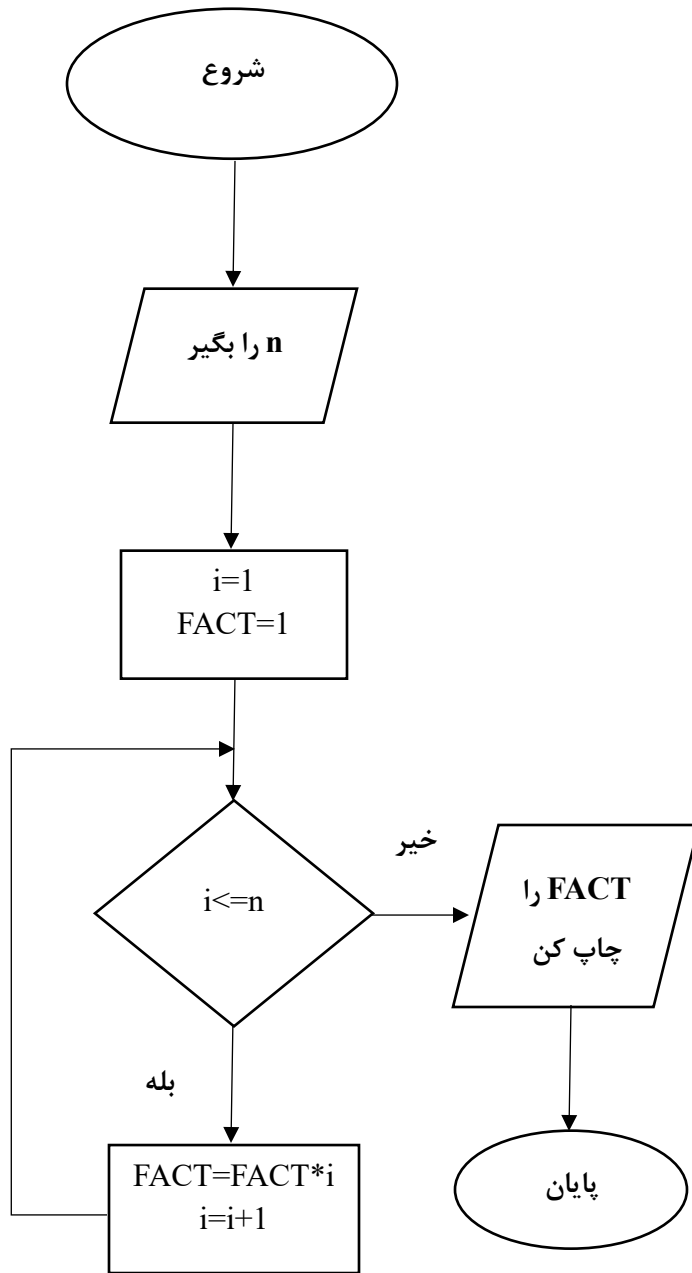 شروع
n را بگیر
i=1
FACT=1
i<=n
خیر
FACT را
چاپ کن
بله
FACT=FACT*i
i=i+1
پایان